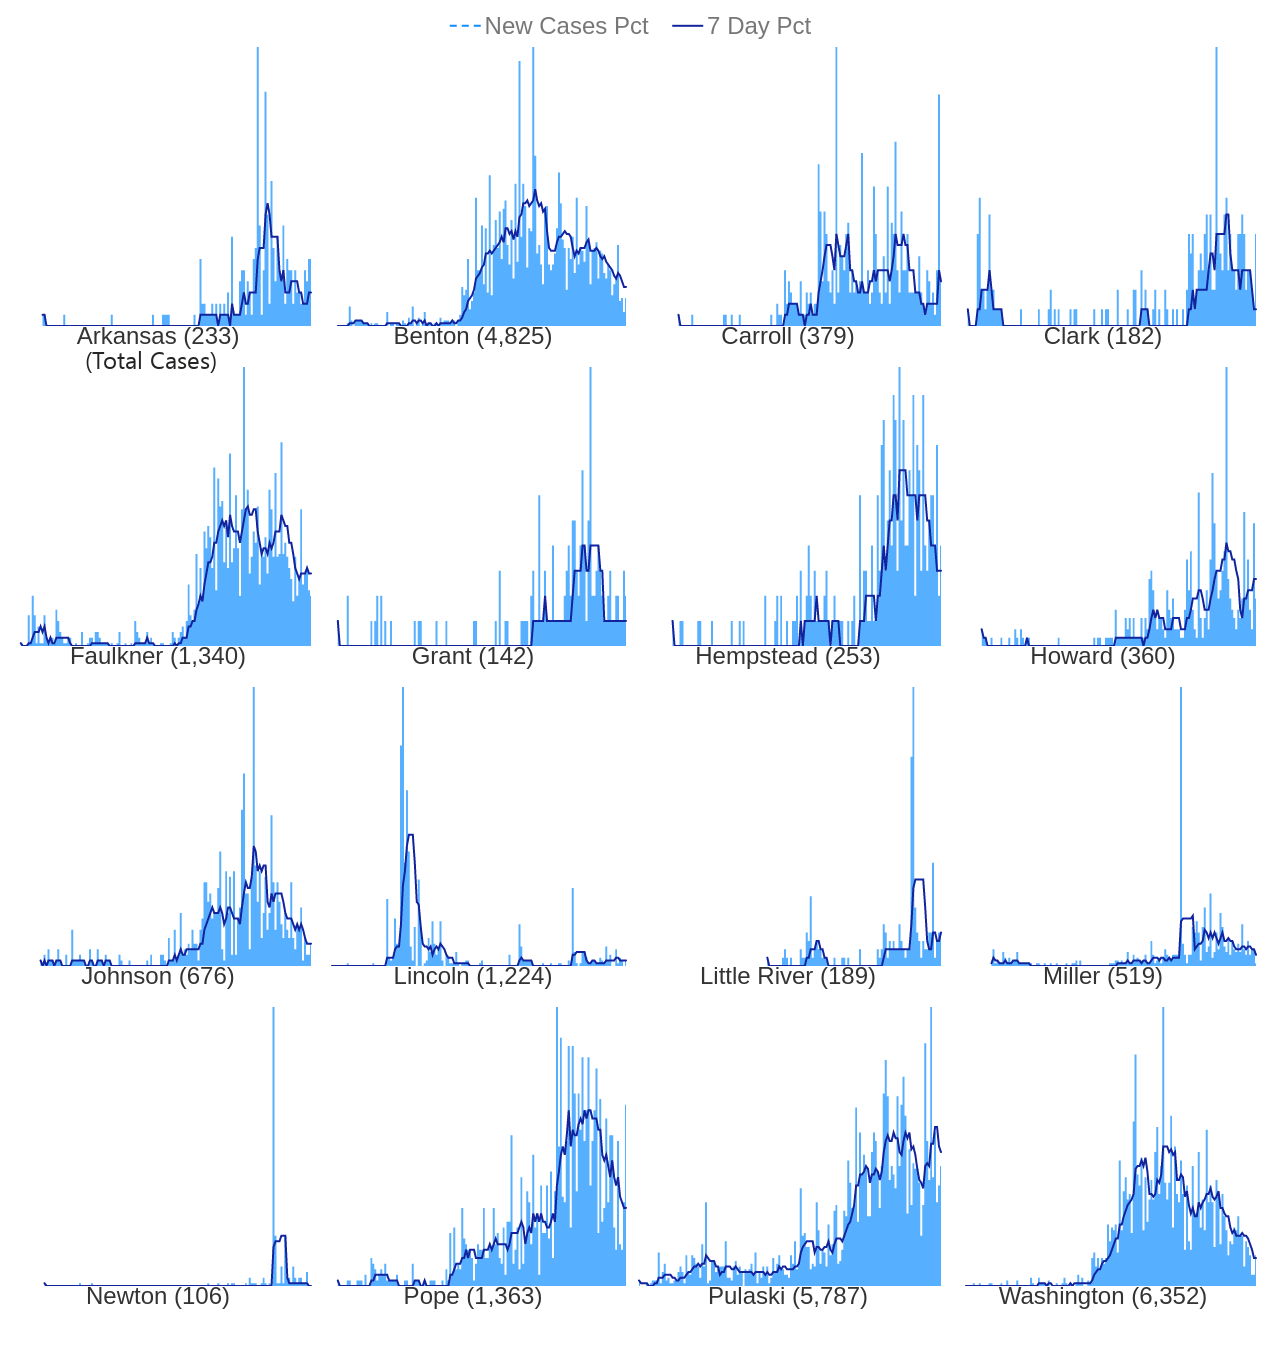 New Cases Pct 7 Day Pct
Arkansas (233) Benton (4,825) Carroll (379) Clark (182)
(Total Cases)
Faulkner (1,340) Grant (142) Hempstead (253) Howard (360)
Johnson (676) Lincoln (1,224) Little River (189) Miller (519)
Newton (106) Pope (1,363) Pulaski (5,787) Washington (6,352)